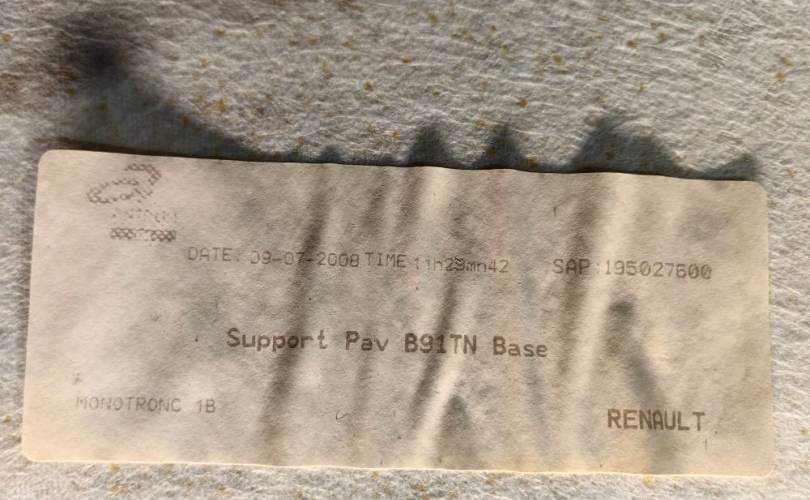 DATE: 09-07-2008 TIME 11h29mn42 SAP:195027600
Support Pav B91TN Base
MONOTRONC 1B
RENAULT